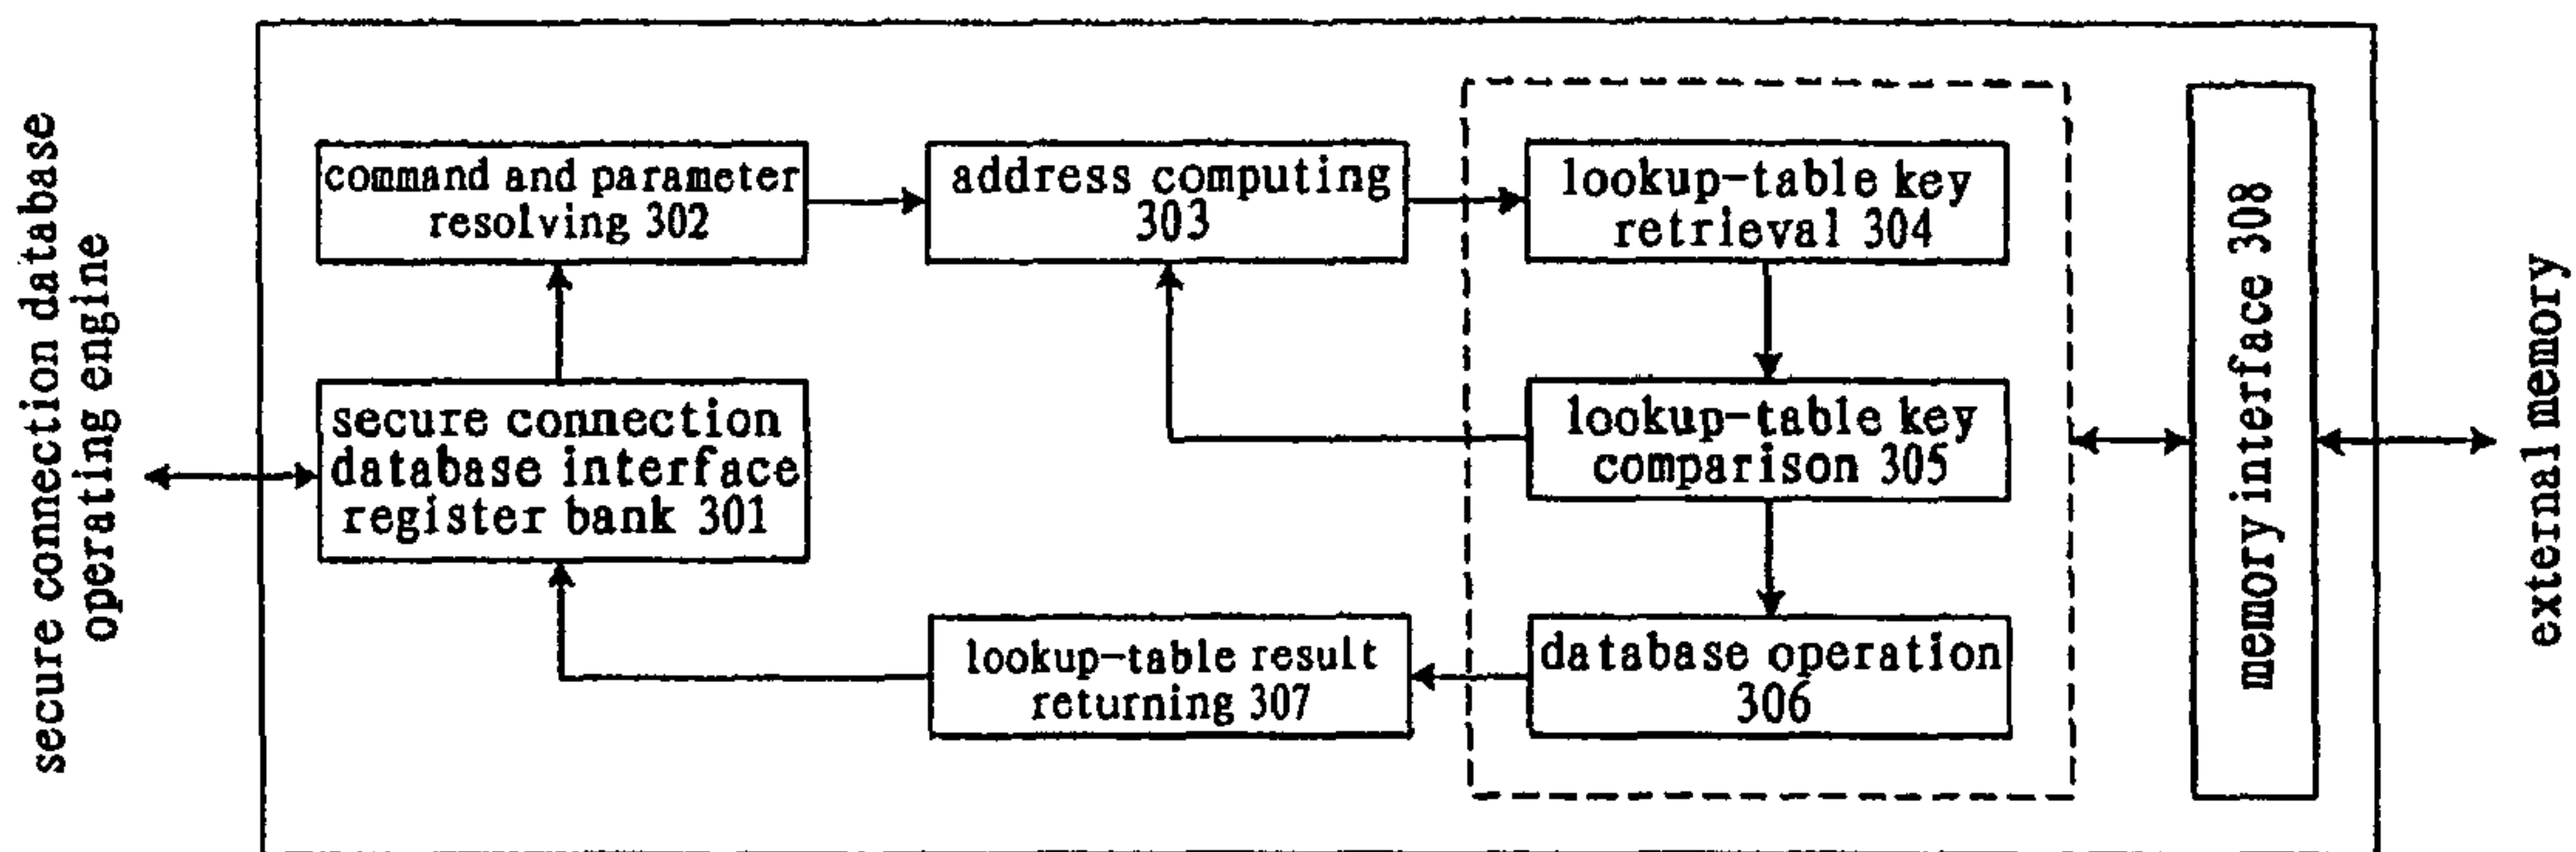 secure connection database
operating engine
command and parameter
resolving 302
address computing
303
lookup-table key
retrieval 304
secure connection
database interface
register bank 301
lookup-table key
comparison 305
lookup-table result
returning 307
database operation
306
memory interface 308
external memory